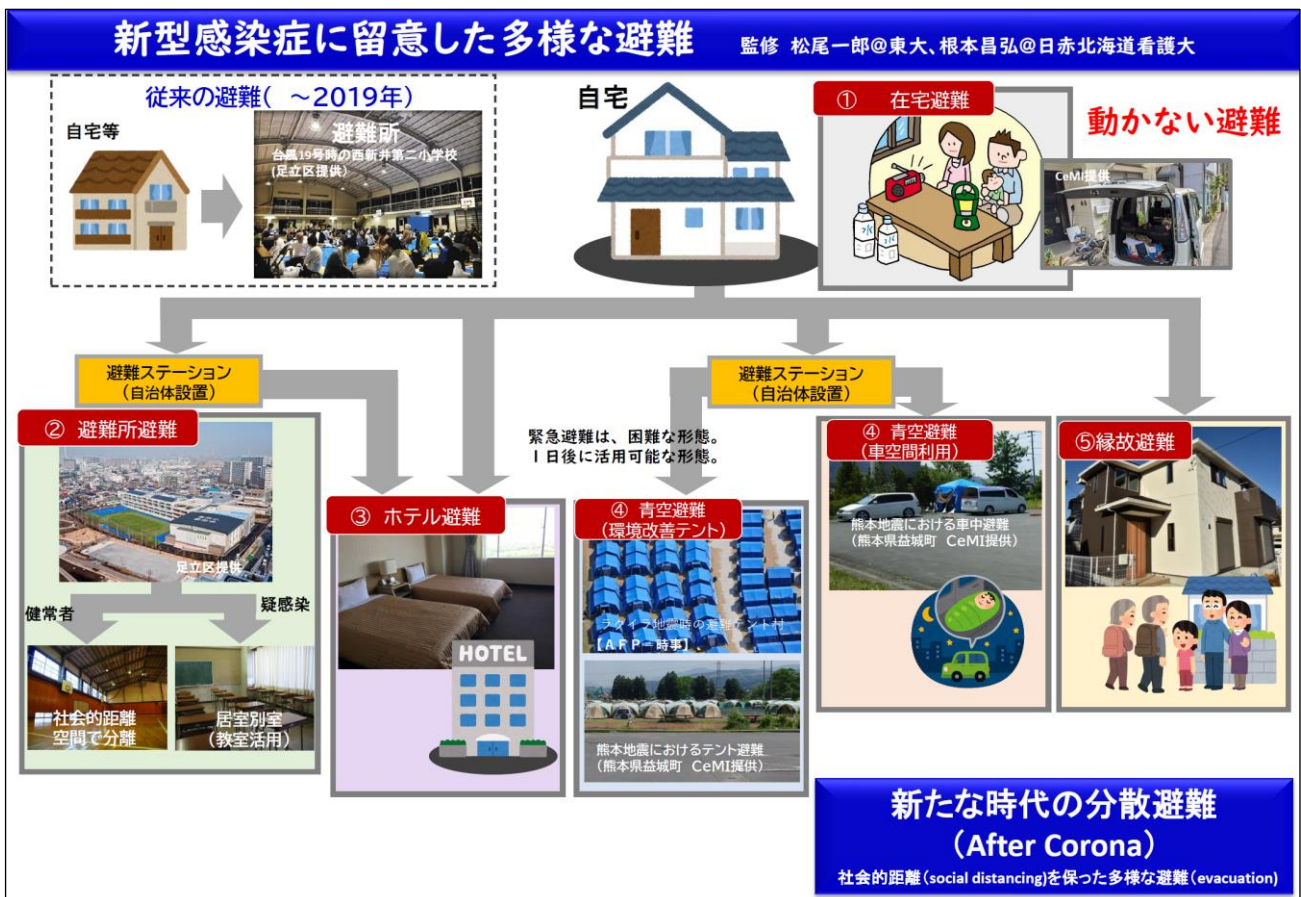 新型感染症に留意した多様な避難
監修 松尾一郎@東大、根本昌弘@日赤北海道看護大
従来の避難( ～2019年)
自宅等
避難所
台風19号時の西新井第二小学校
(足立区提供)
自宅
① 在宅避難
動かない避難
CeMI提供
避難ステーション
(自治体設置)
② 避難所避難
足立区提供
健常者
疑感染
社会的距離
空間で分離
居室別室
(教室活用)
③ ホテル避難
HOTEL
緊急避難は、困難な形態。
1日後に活用可能な形態。
避難ステーション
(自治体設置)
④ 青空避難
(環境改善テント)
ラクイラ地震時の避難テント村
【AFP=時事】、
熊本地震におけるテント避難
(熊本県益城町 CeMI提供)
④ 青空避難
(車空間利用)
熊本地震における車中避難
(熊本県益城町 CeMI提供)
⑤縁故避難
新たな時代の分散避難
(After Corona)
社会的距離(social distancing)を保った多様な避難(evacuation)